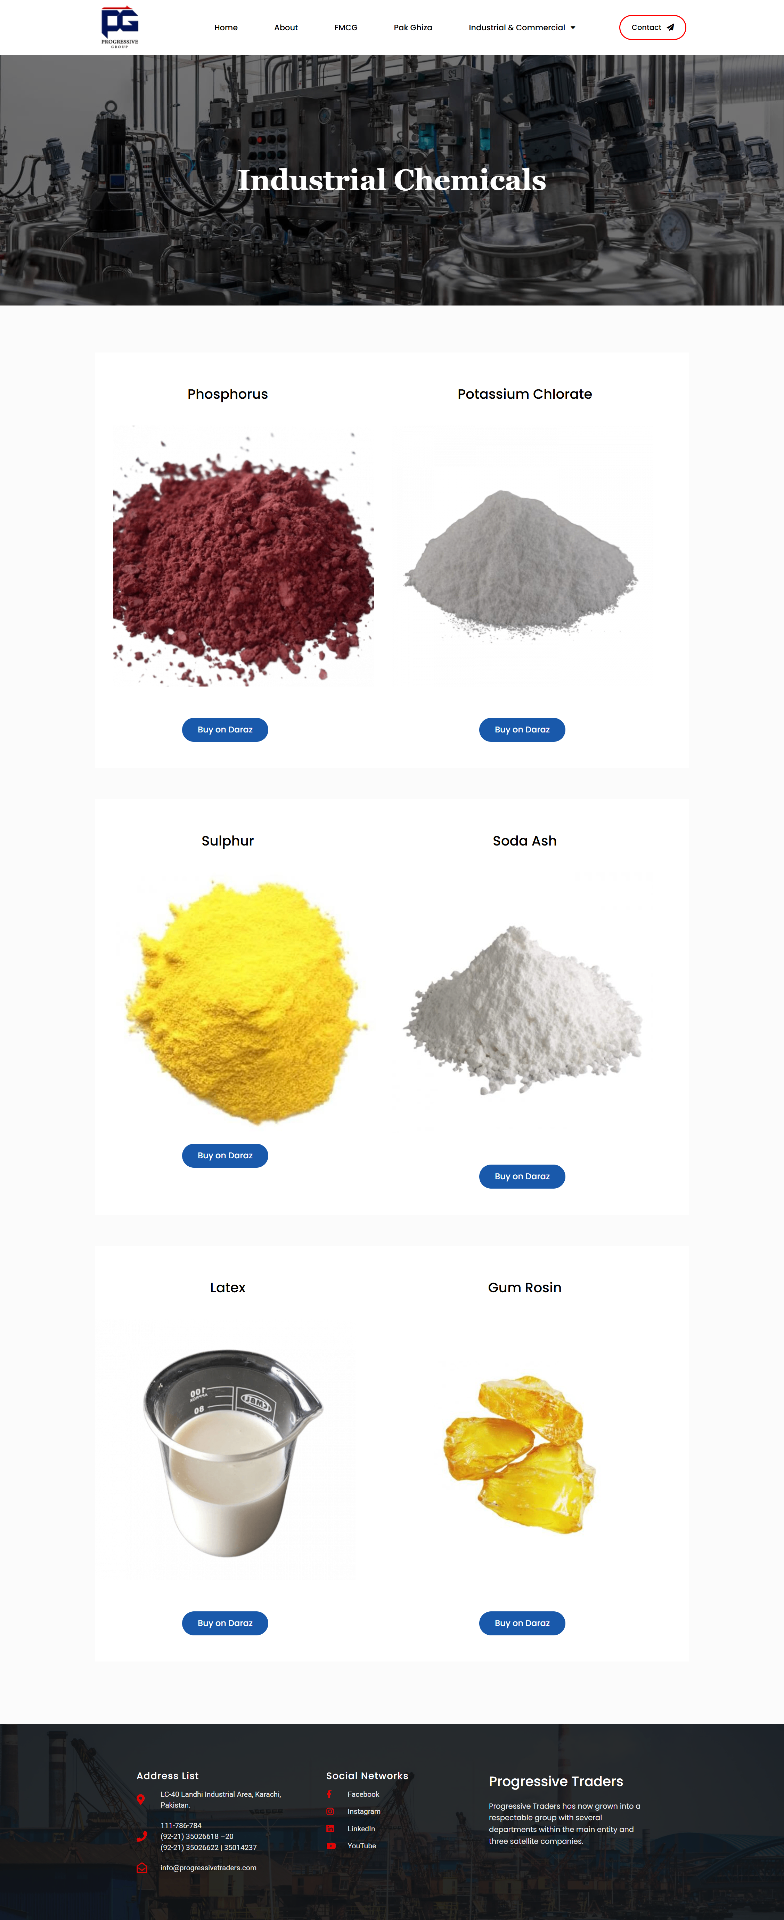 PG
PROGRESSIVE
GROUP
Home
About
FMCG
Pak Ghiza
Industrial & Commercial
Contact
Industrial Chemicals
Phosphorus
Potassium Chlorate
Buy on Daraz
Buy on Daraz
Sulphur
Soda Ash
Buy on Daraz
Buy on Daraz
Latex
Gum Rosin
Buy on Daraz
Buy on Daraz
Address List
LC-40 Landhi Industrial Area, Karachi,
Pakistan.
111-786-784
(92-21) 35026618 –20
(92-21) 35026622 | 35014237
info@progressivetraders.com
Social Networks
Facebook
Instagram
LinkedIn
YouTube
Progressive Traders
Progressive Traders has now grown into a
respectable group with several
departments within the main entity and
three satellite companies.